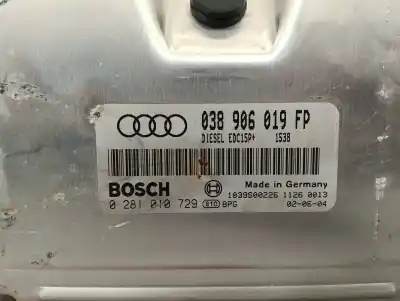 038 906 019 FP
DIESEL EDC15P+ 1538
BOSCH
Made in Germany
1039S00226 1126 0013
0 281 010 729 BPG 02-06-04